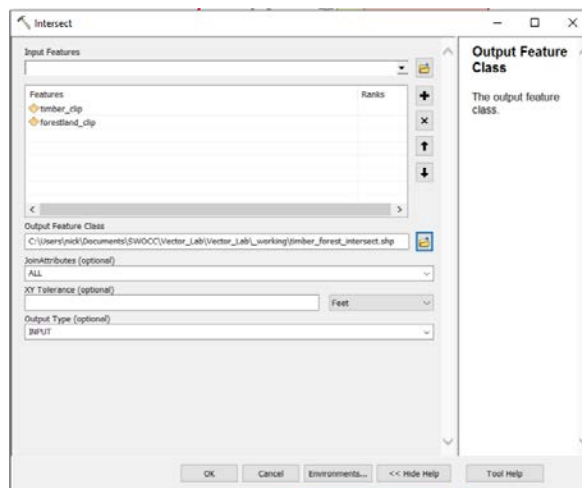 Intersect
Input Features
Features Ranks
timber_clip
forestland_clip
Output Feature Class
C:\Users\nick\Documents\SWOCC\Vector_Lab\Vector_Lab\_working\timber_forest_intersect.shp
JoinAttributes (optional)
ALL
XY Tolerance (optional)
Feet
Output Type (optional)
INPUT
OK Cancel Environments... << Hide Help Tool Help
Output Feature
Class
The output feature
class.